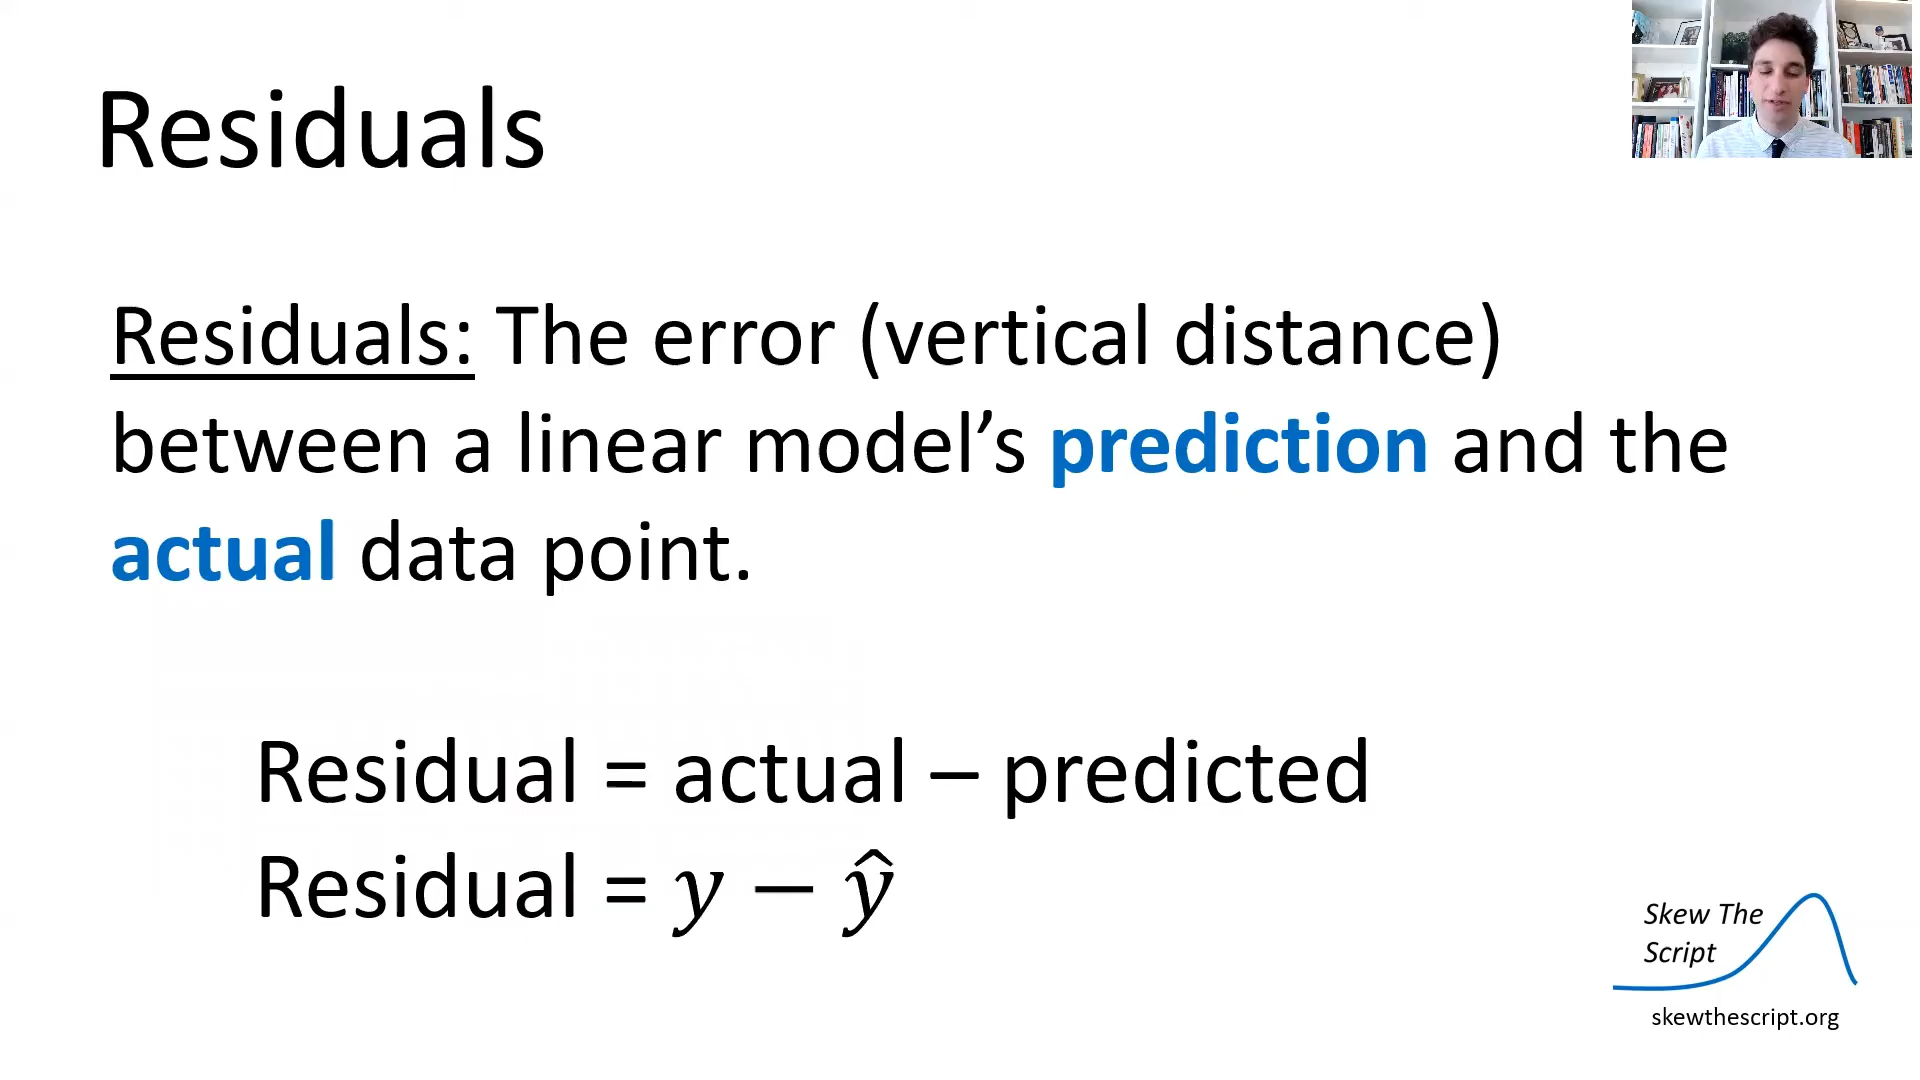 Residuals
Residuals: The error (vertical distance)
between a linear model’s prediction and the
actual data point.
Residual = actual – predicted
Residual = y − ŷ
Skew The
Script
skewthescript.org